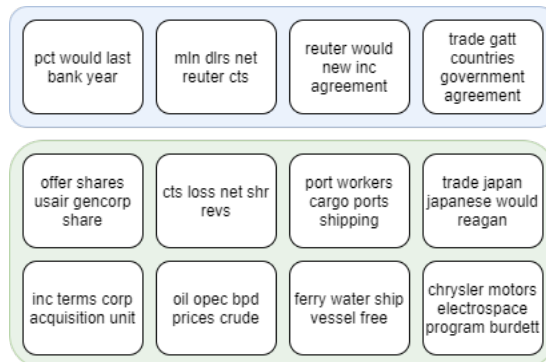 pct would last
bank year
mln dlrs net
reuter cts
reuter would
new inc
agreement
trade gatt
countries
government
agreement
offer shares
usair gencorp
share
cts loss net shr
revs
port workers
cargo ports
shipping
trade japan
japanese would
reagan
inc terms corp
acquisition unit
oil opec bpd
prices crude
ferry water ship
vessel free
chrysler motors
electrospace
program burdett